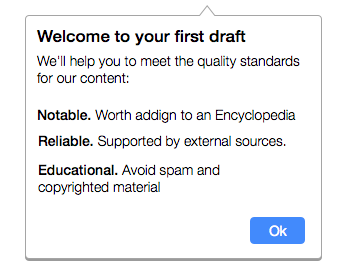 Welcome to your first draft
We'll help you to meet the quality standards
for our content:
Notable. Worth addign to an Encyclopedia
Reliable. Supported by external sources.
Educational. Avoid spam and
copyrighted material
Ok